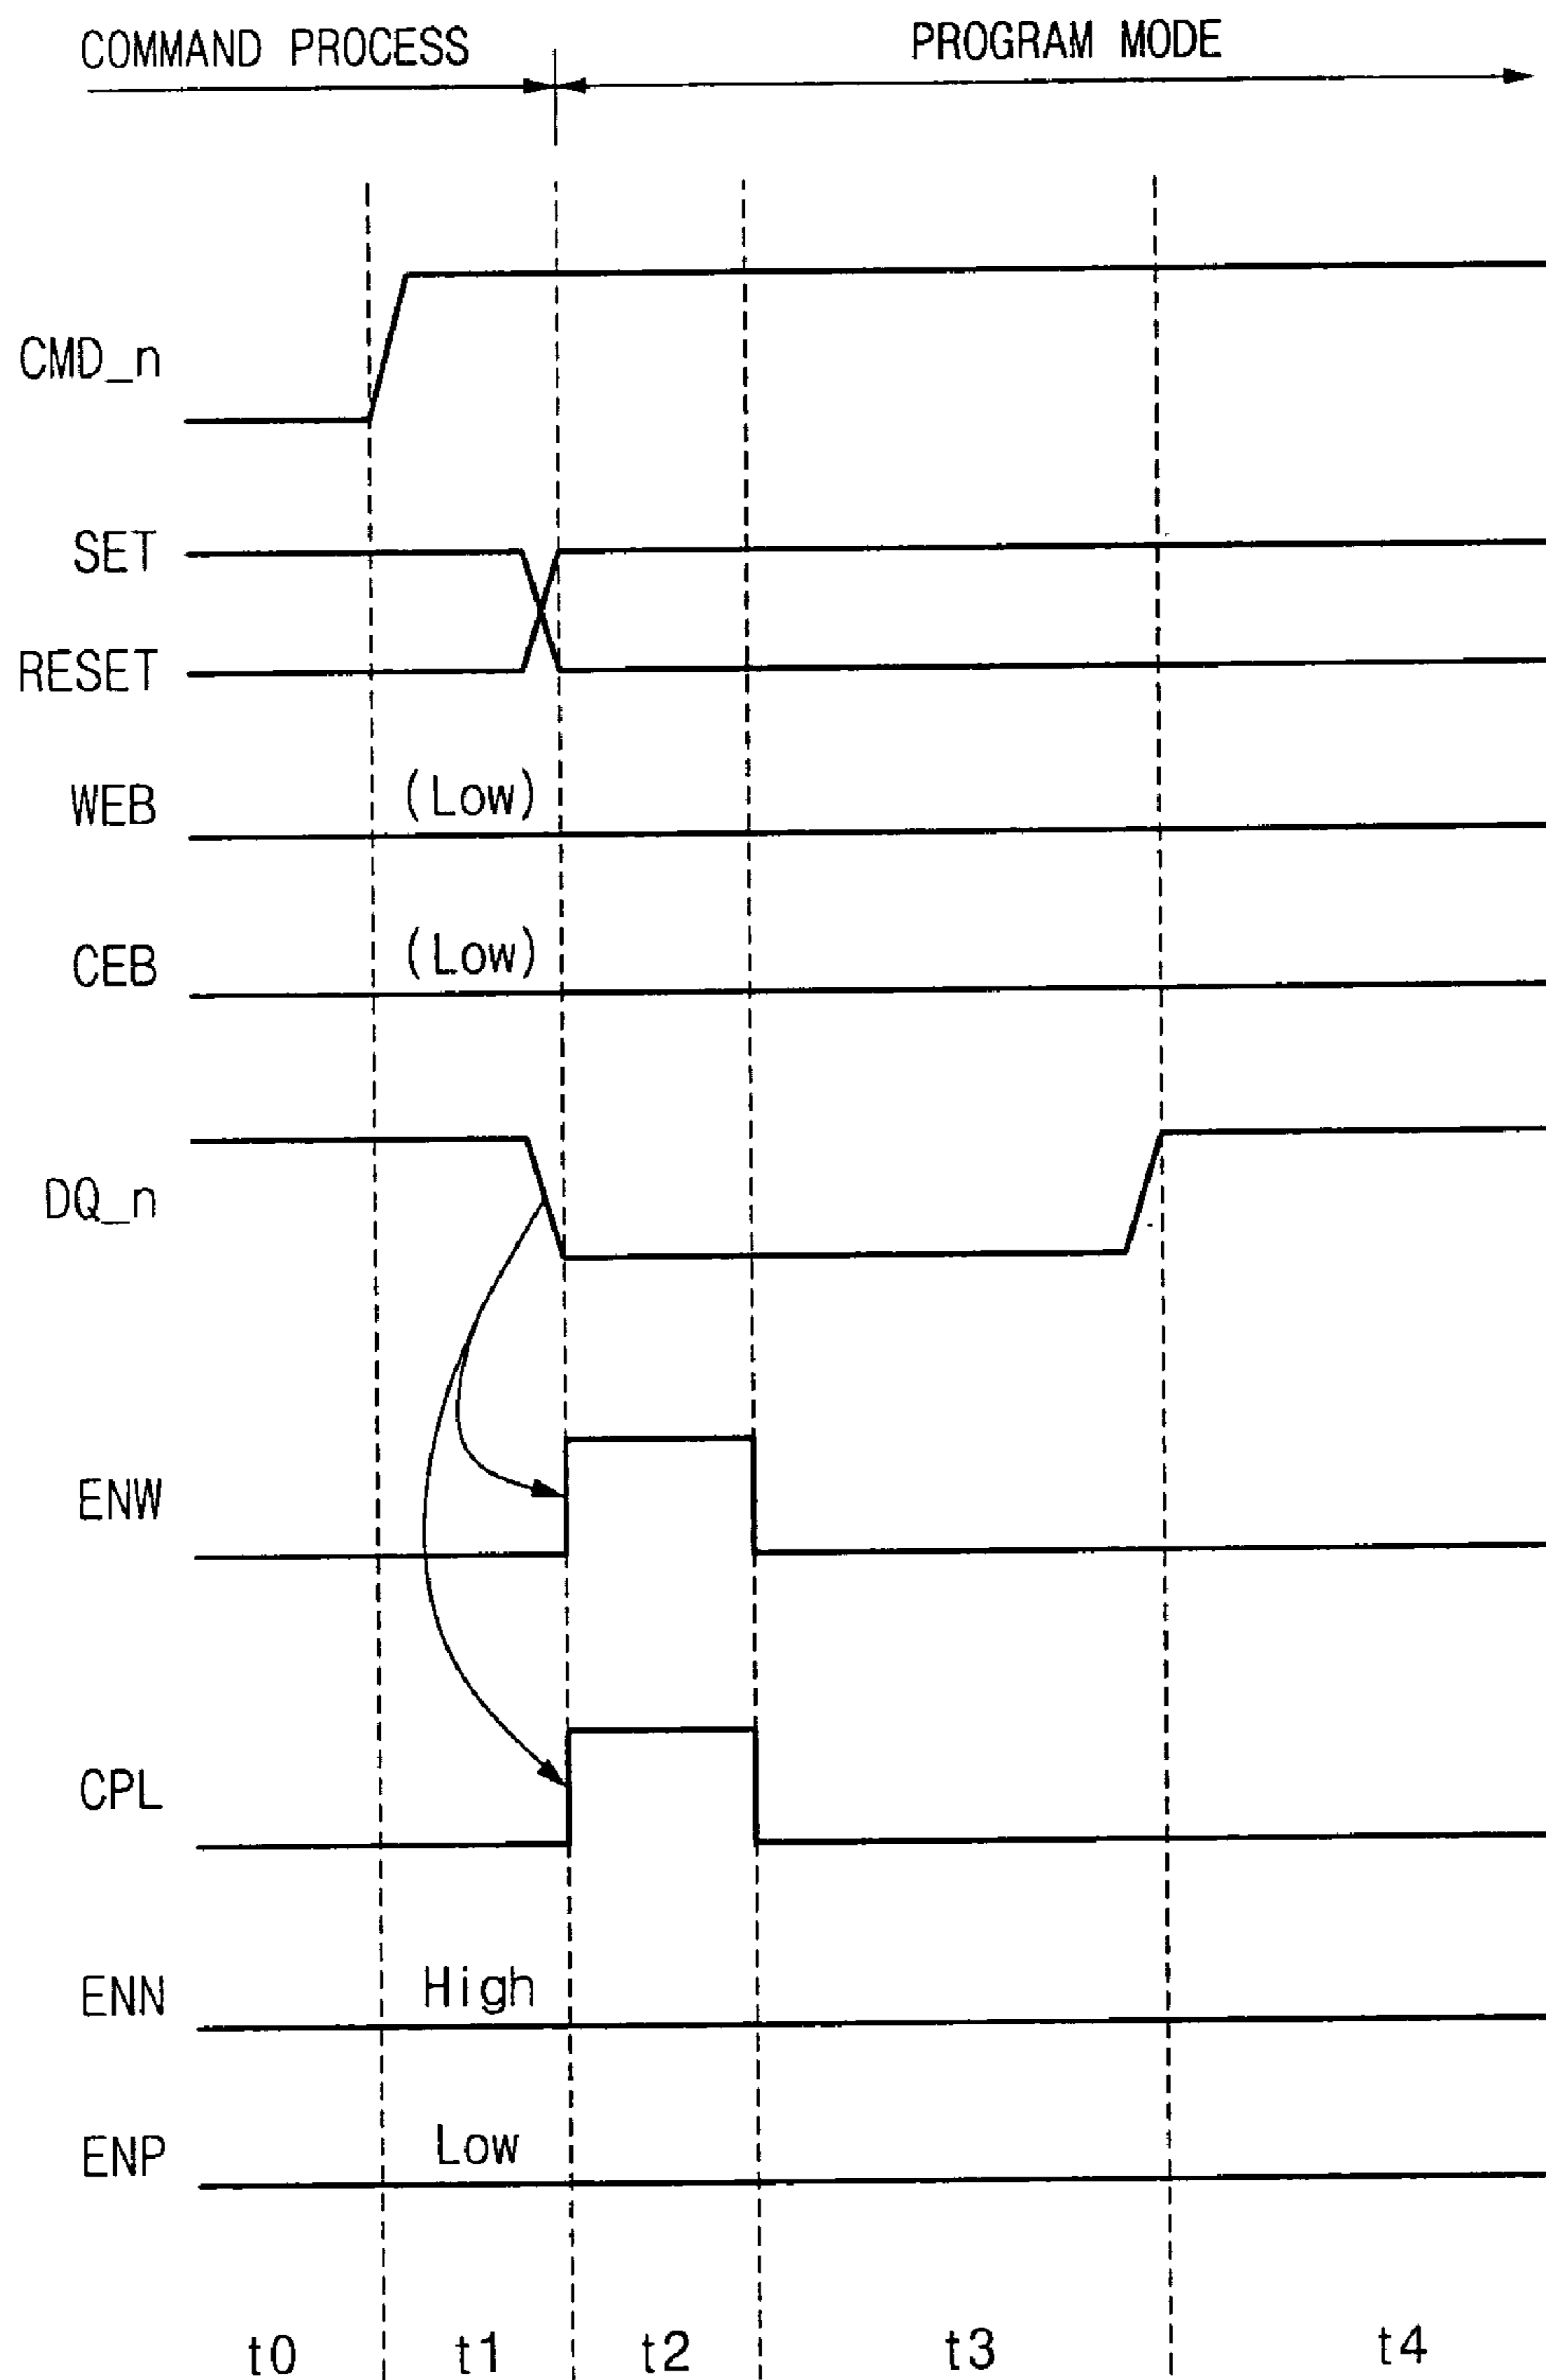 COMMAND PROCESS PROGRAM MODE
CMD_n
SET
RESET
WEB (Low)
CEB (Low)
DQ_n
ENW
CPL
ENN High
ENP Low
t0 t1 t2 t3 t4